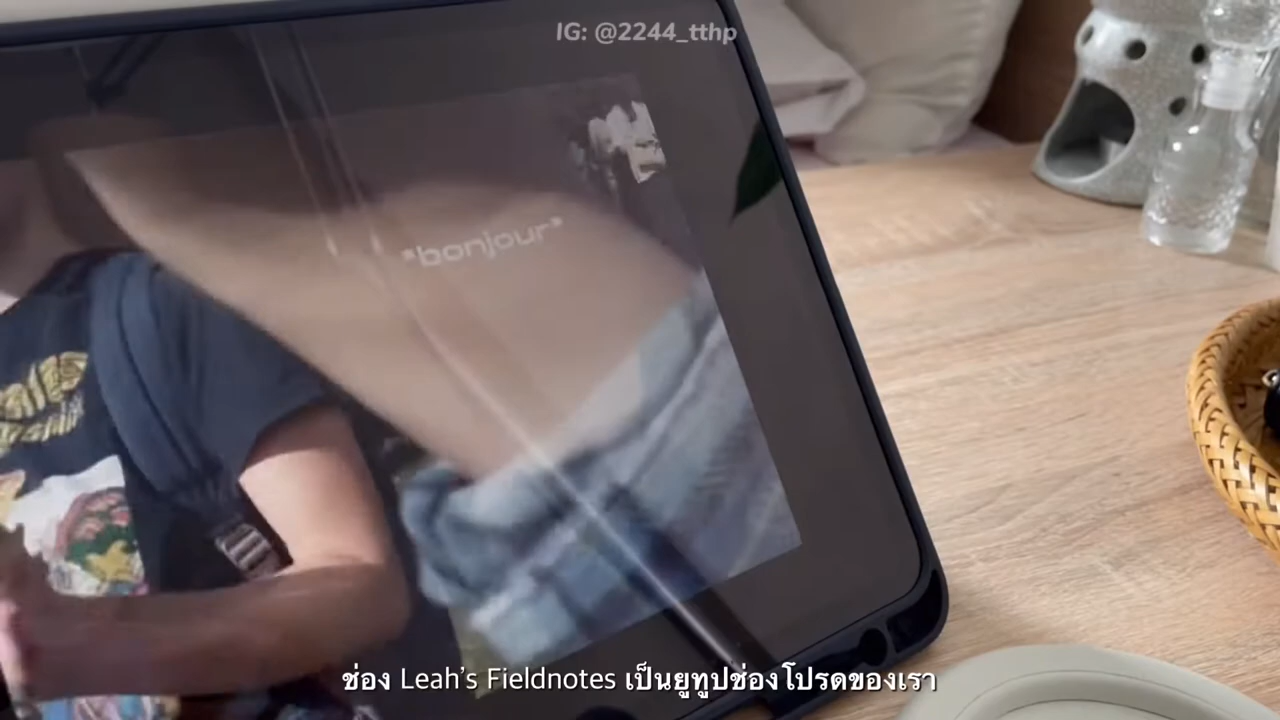 IG: @2244_tthp
"bonjour"
ช่อง Leah's Fieldnotes เป็นยูทูปช่องโปรดของเรา